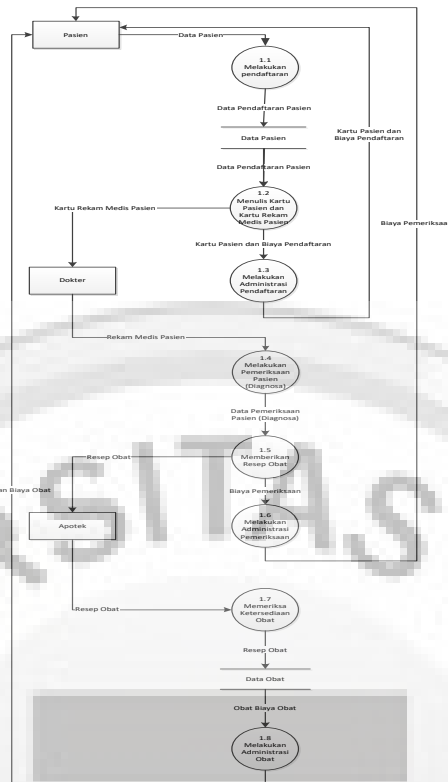 Pasien
Data Pasien
1.1
Melakukan
pendaftaran
Data Pendaftaran Pasien
Data Pasien
Kartu Pasien dan
Biaya Pendaftaran
Data Pendaftaran Pasien
Kartu Rekam Medis Pasien
1.2
Menulis Kartu
Pasien dan
Kartu Rekam
Medis Pasien
Biaya Pemeriksaa
Kartu Pasien dan Biaya Pendaftaran
Dokter
1.3
Melakukan
Administrasi
Pendaftaran
Rekam Medis Pasien
1.4
Melakukan
Pemeriksaan
Pasien
(Diagnosa)
Data Pemeriksaan
Pasien (Diagnosa)
Resep Obat
1.5
Memberikan
Resep Obat
an Biaya Obat
Biaya Pemeriksaan
Apotek
1.6
Melakukan
Administrasi
Pemeriksaan
RSITAS
1.7
Memeriksa
Ketersediaan
Obat
Resep Obat
Resep Obat
Data Obat
Obat Biaya Obat
1.8
Melakukan
Administrasi
Obat